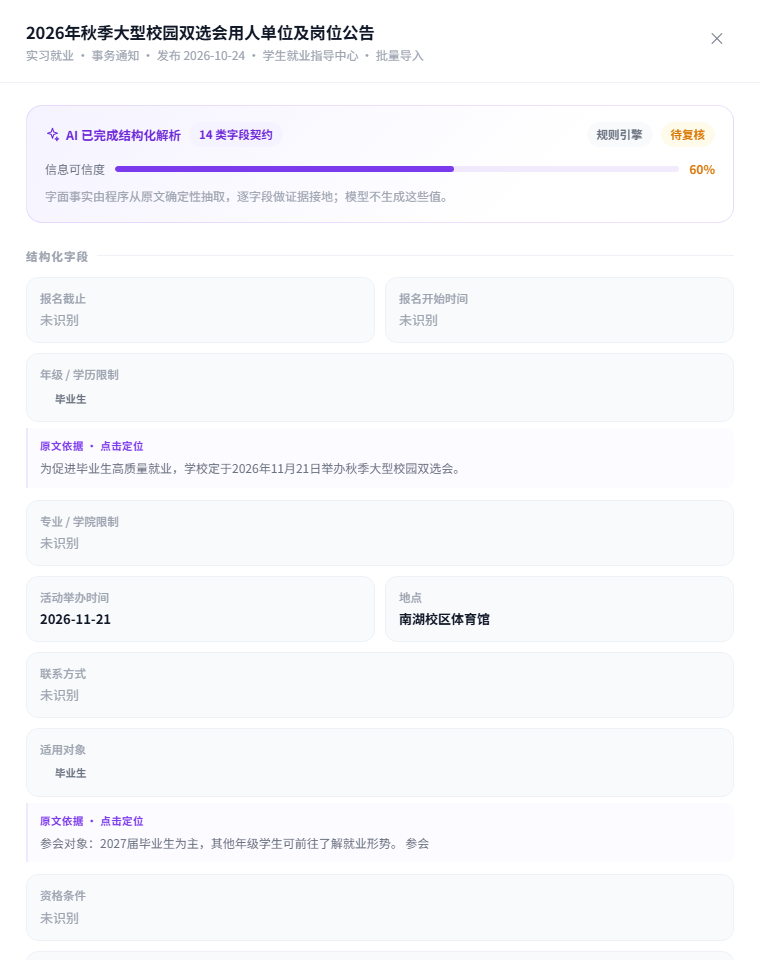 2026年秋季大型校园双选会用人单位及岗位公告
实习就业 • 事务通知 • 发布 2026-10-24 • 学生就业指导中心 • 批量导入
AI 已完成结构化解析 14 类字段契约 规则引擎 待复核
信息可信度 60%
字面事实由程序从原文确定性抽取，逐字段做证据接地；模型不生成这些值。
结构化字段
报名截止 报名开始时间
未识别 未识别
年级 / 学历限制
毕业生
原文依据 • 点击定位
为促进毕业生高质量就业，学校定于2026年11月21日举办秋季大型校园双选会。
专业 / 学院限制
未识别
活动举办时间 地点
2026-11-21 南湖校区体育馆
联系方式
未识别
适用对象
毕业生
原文依据 • 点击定位
参会对象：2027届毕业生为主，其他年级学生可前往了解就业形势。 参会
资格条件
未识别